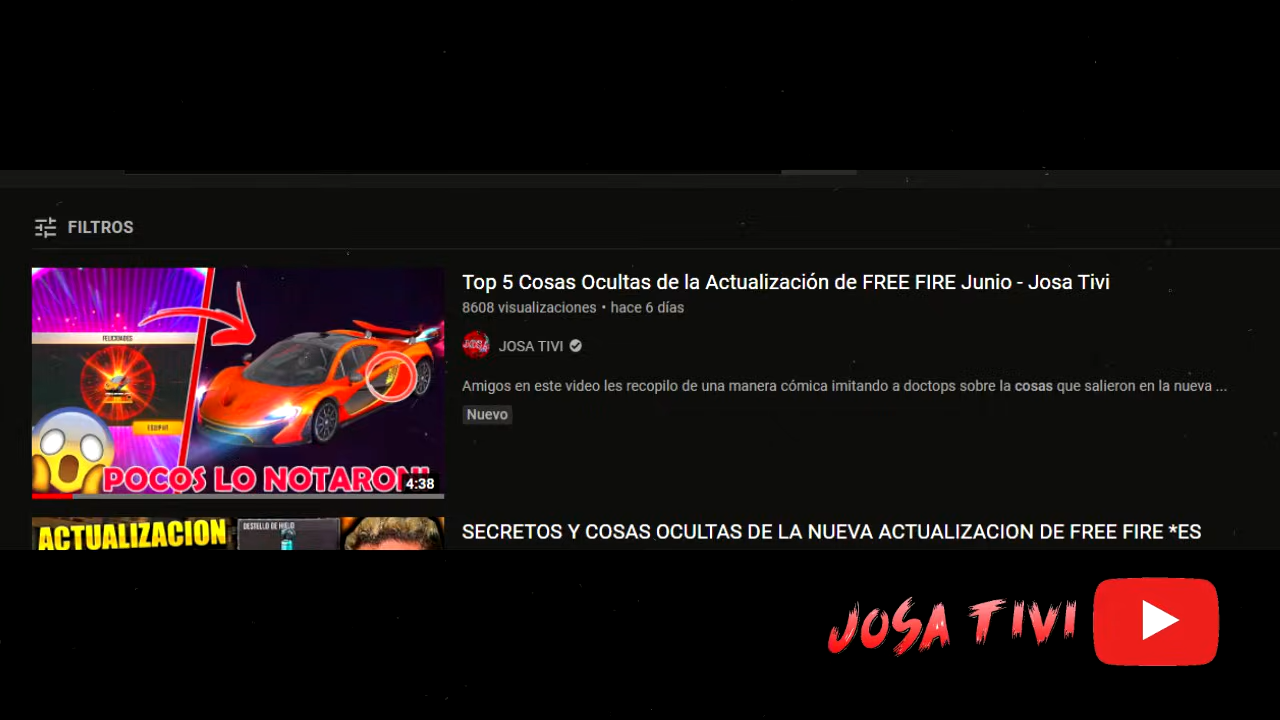 FILTROS
Top 5 Cosas Ocultas de la Actualización de FREE FIRE Junio - Josa Tivi
8608 visualizaciones • hace 6 días
JOSA TIVI
Amigos en este video les recopilo de una manera cómica imitando a doctops sobre la cosas que salieron en la nueva ...
Nuevo
FELICIDADES
EQUIPAR
POCOS LO NOTARON!
4:38
ACTUALIZACION
DESTELLO DE HIELO
SECRETOS Y COSAS OCULTAS DE LA NUEVA ACTUALIZACION DE FREE FIRE *ES
JOSA TIVI